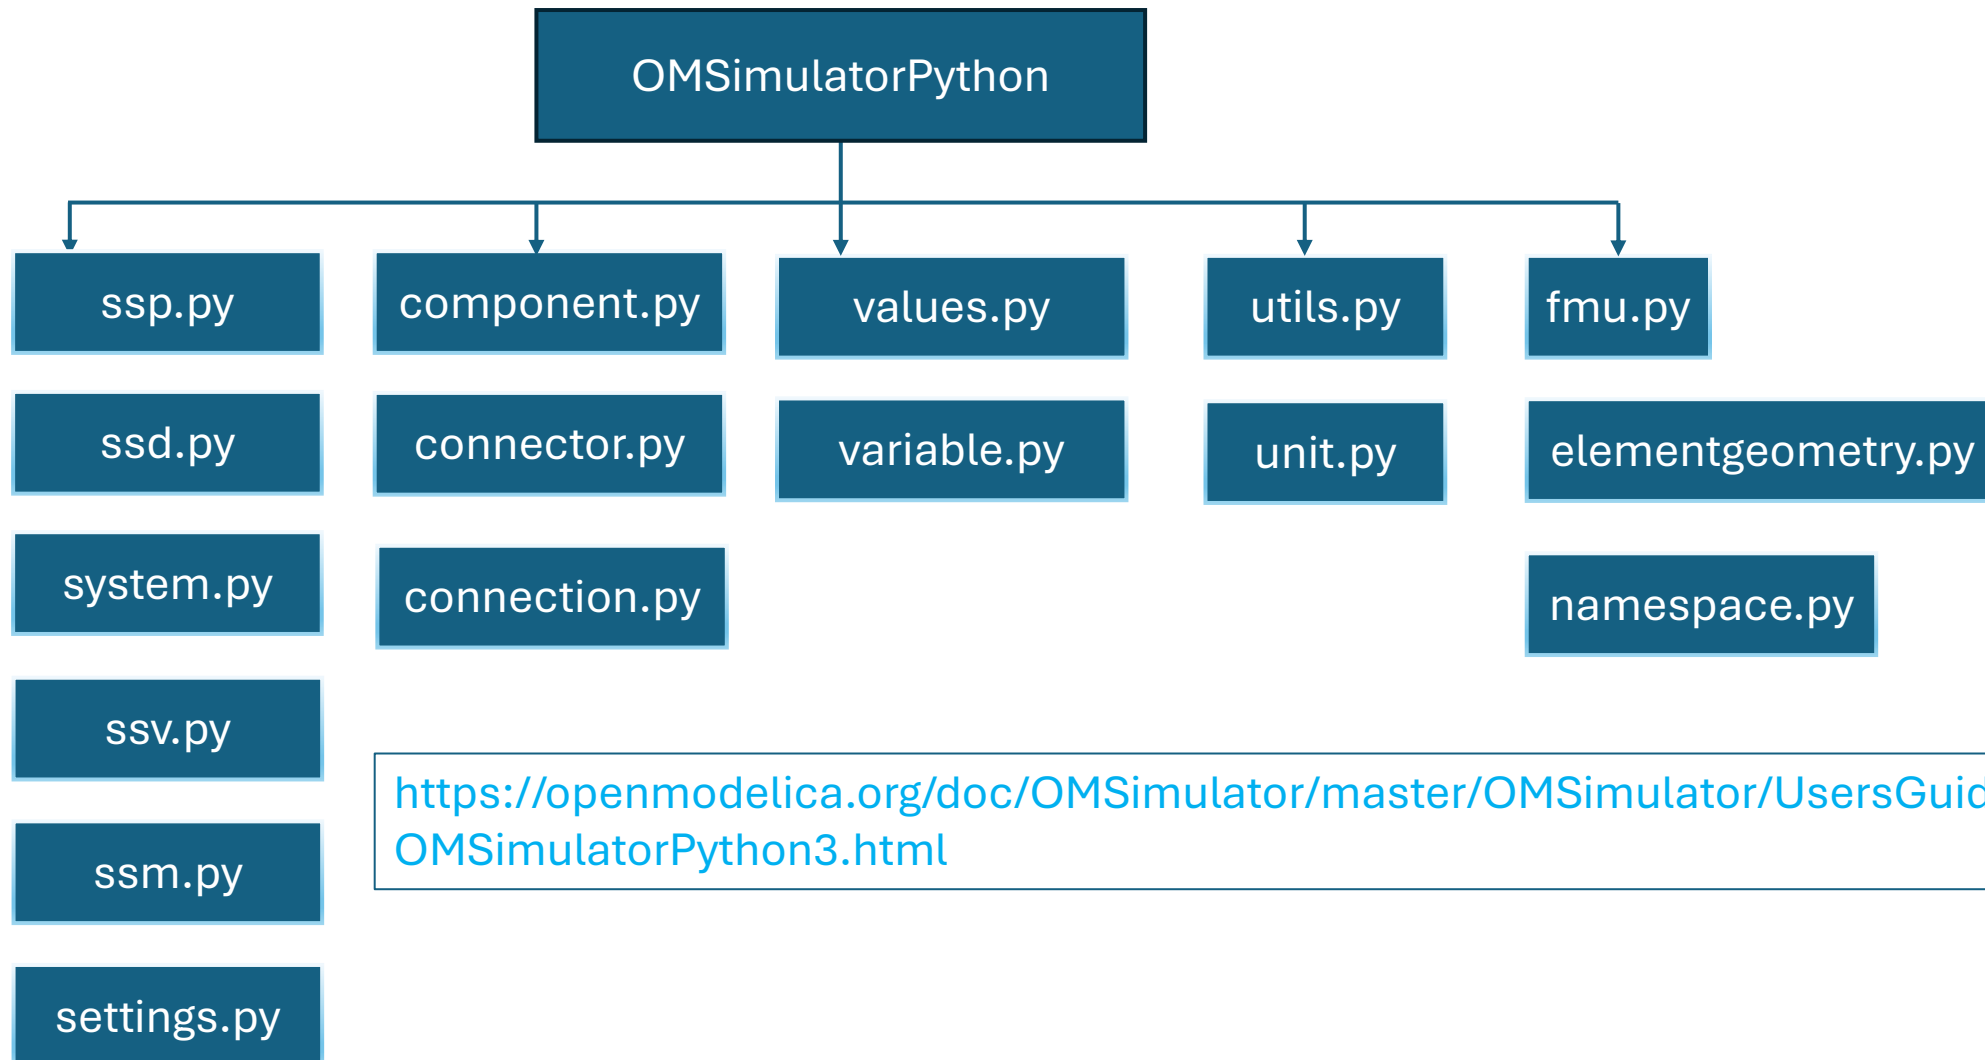 OMSimulatorPython
ssp.py
component.py
values.py
utils.py
fmu.py
ssd.py
connector.py
variable.py
unit.py
elementgeometry.py
system.py
connection.py
namespace.py
ssv.py
https://openmodelica.org/doc/OMSimulator/master/OMSimulator/UsersGuid
OMSimulatorPython3.html
ssm.py
settings.py